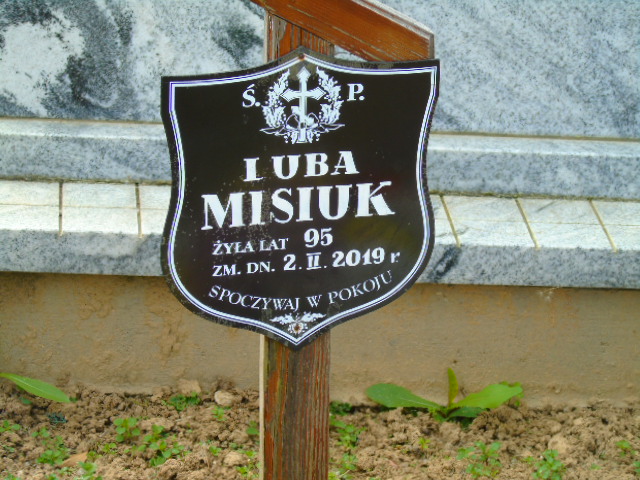 Ś. P.
LUBA
MISIUK
ŻYŁA LAT 95
ZM. DN. 2. II. 2019 r.
SPOCZYWAJ W POKOJU